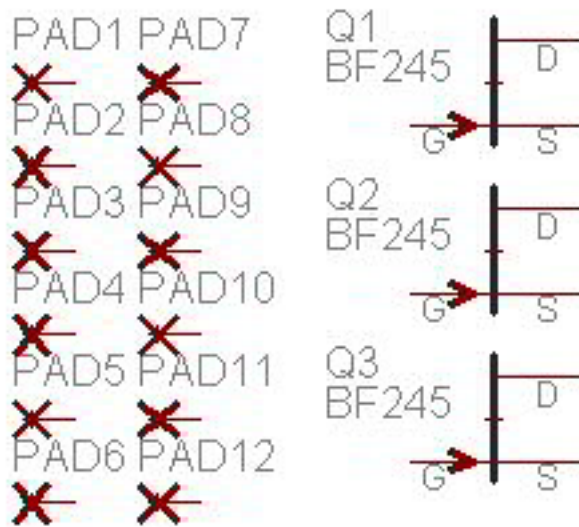 PAD1 PAD7
PAD2 PAD8
PAD3 PAD9
PAD4 PAD10
PAD5 PAD11
PAD6 PAD12
Q1
BF245
D
G S
Q2
BF245
D
G S
Q3
BF245
D
G S